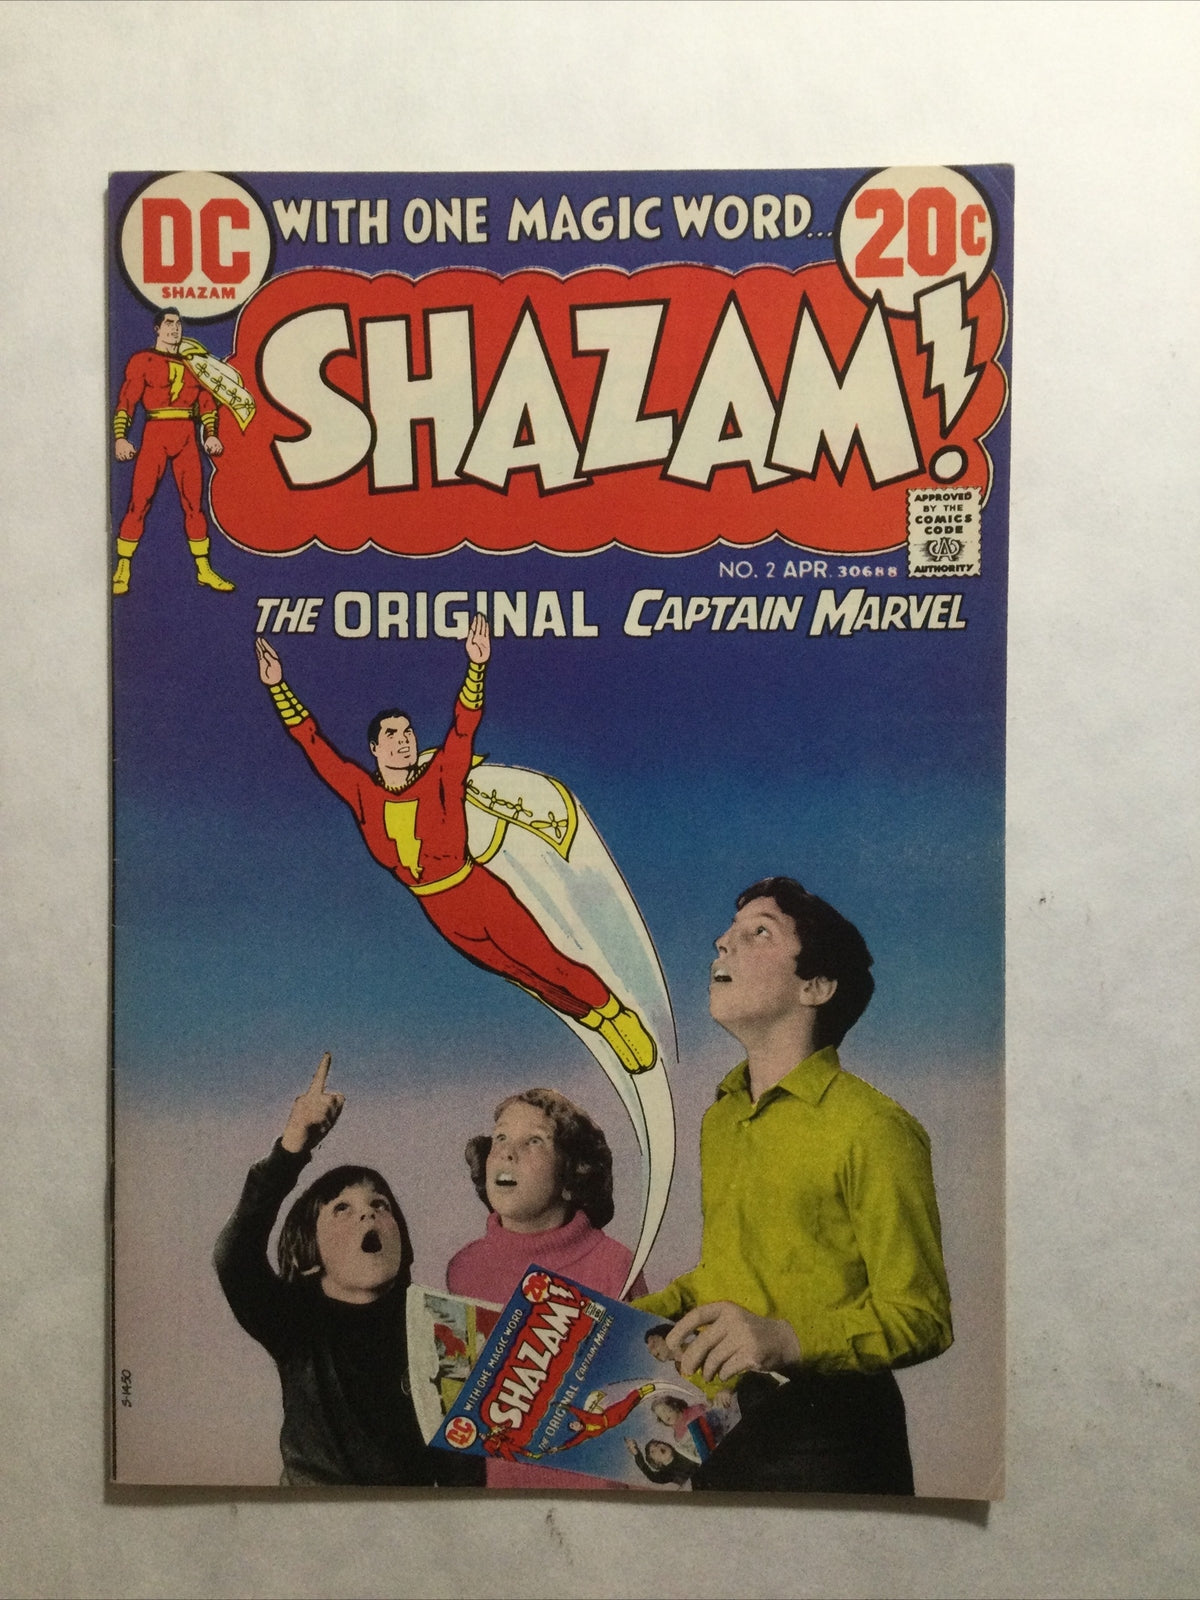 DC
SHAZAM
WITH ONE MAGIC WORD...
20¢
SHAZAM!
APPROVED
BY THE
COMICS
CODE
AUTHORITY
NO. 2 APR. 30688
THE ORIGINAL CAPTAIN MARVEL
WITH ONE MAGIC WORD
SHAZAM!
THE ORIGINAL CAPTAIN MARVEL
DC
S-1450